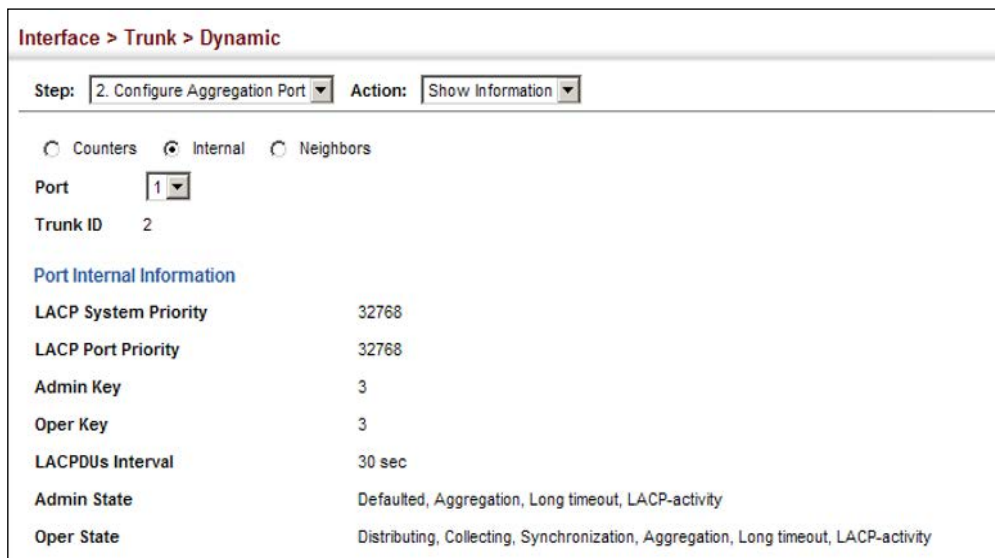 Interface > Trunk > Dynamic
Step: 2. Configure Aggregation Port Action: Show Information
Counters Internal Neighbors
Port 1
Trunk ID 2
Port Internal Information
LACP System Priority 32768
LACP Port Priority 32768
Admin Key 3
Oper Key 3
LACPDUs Interval 30 sec
Admin State Defaulted, Aggregation, Long timeout, LACP-activity
Oper State Distributing, Collecting, Synchronization, Aggregation, Long timeout, LACP-activity